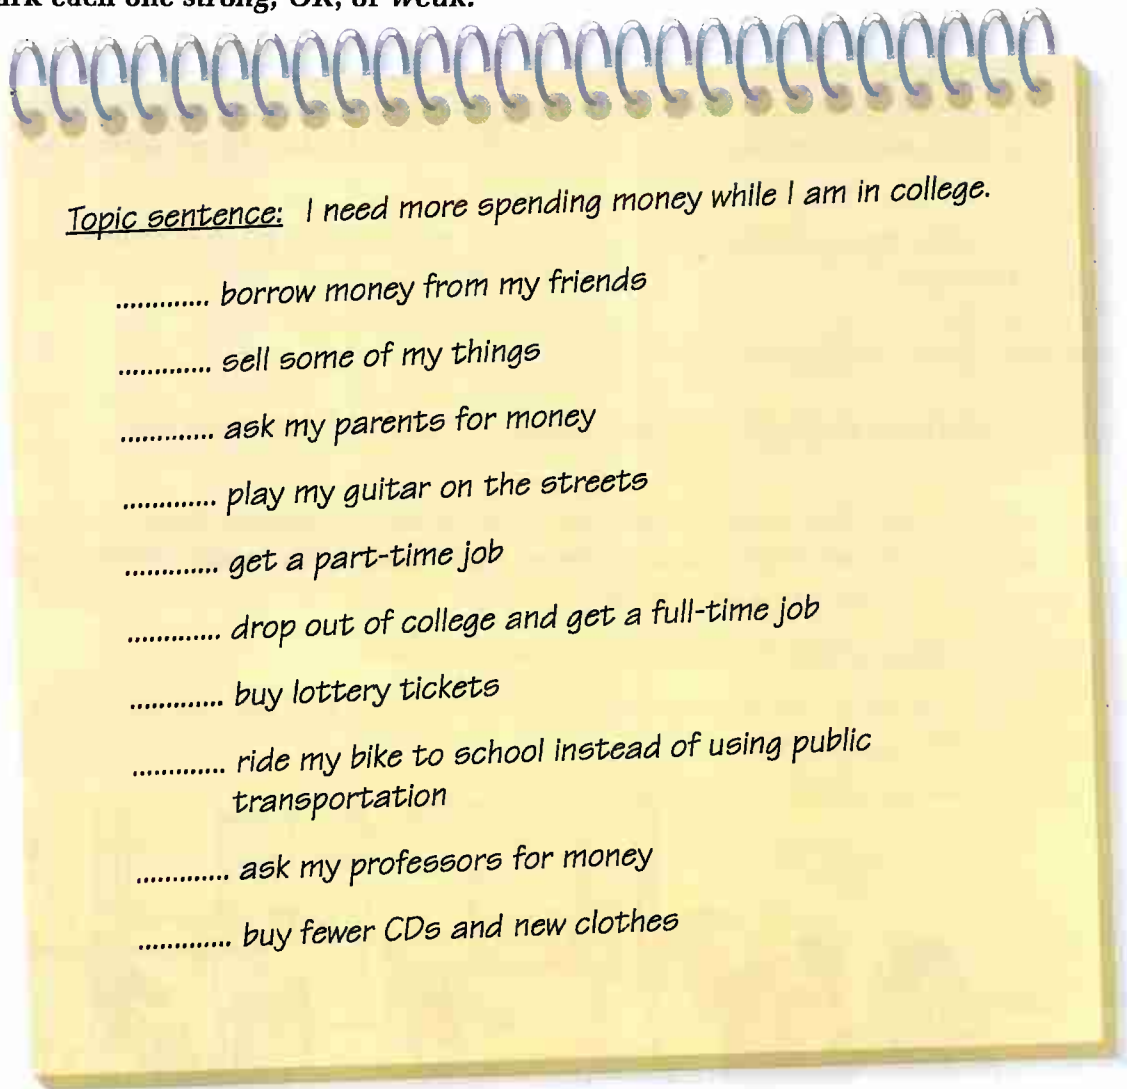 mark each one strong, OK, or weak.
Topic sentence: I need more spending money while I am in college.
............. borrow money from my friends
............. sell some of my things
............. ask my parents for money
............. play my guitar on the streets
............. get a part-time job
............. drop out of college and get a full-time job
............. buy lottery tickets
............. ride my bike to school instead of using public
transportation
............. ask my professors for money
............. buy fewer CDs and new clothes